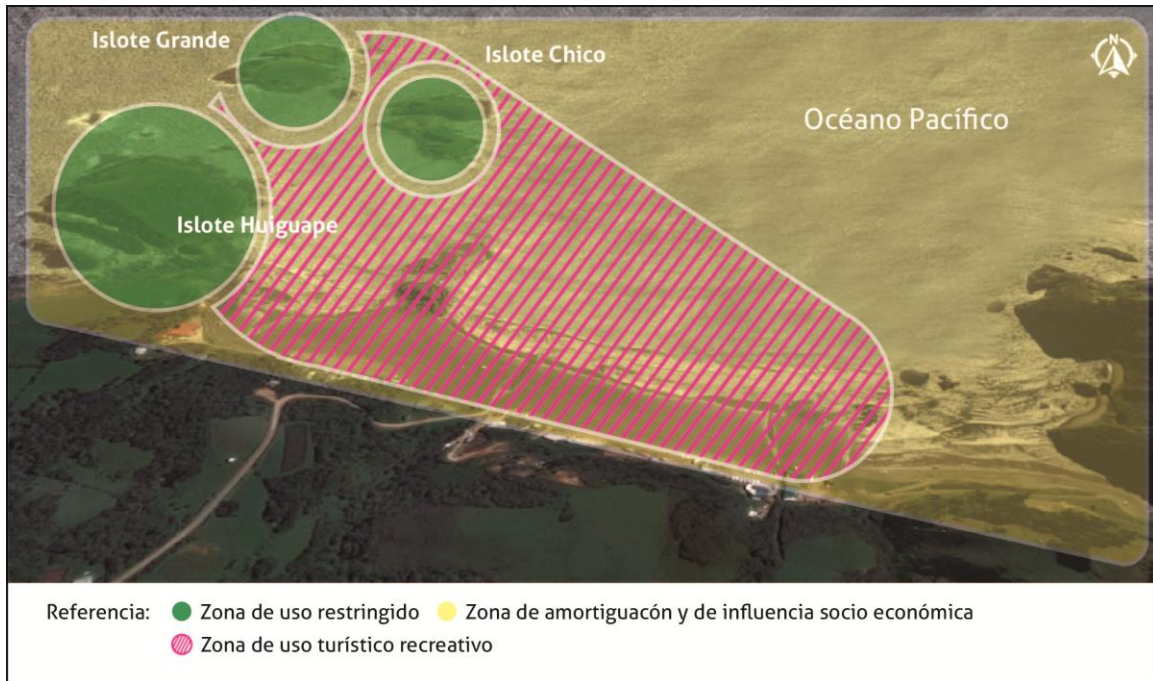 Islote Grande
Islote Chico
N
Océano Pacífico
Islote Huiguape
Referencia: Zona de uso restringido Zona de amortiguacón y de influencia socio económica
Zona de uso turístico recreativo